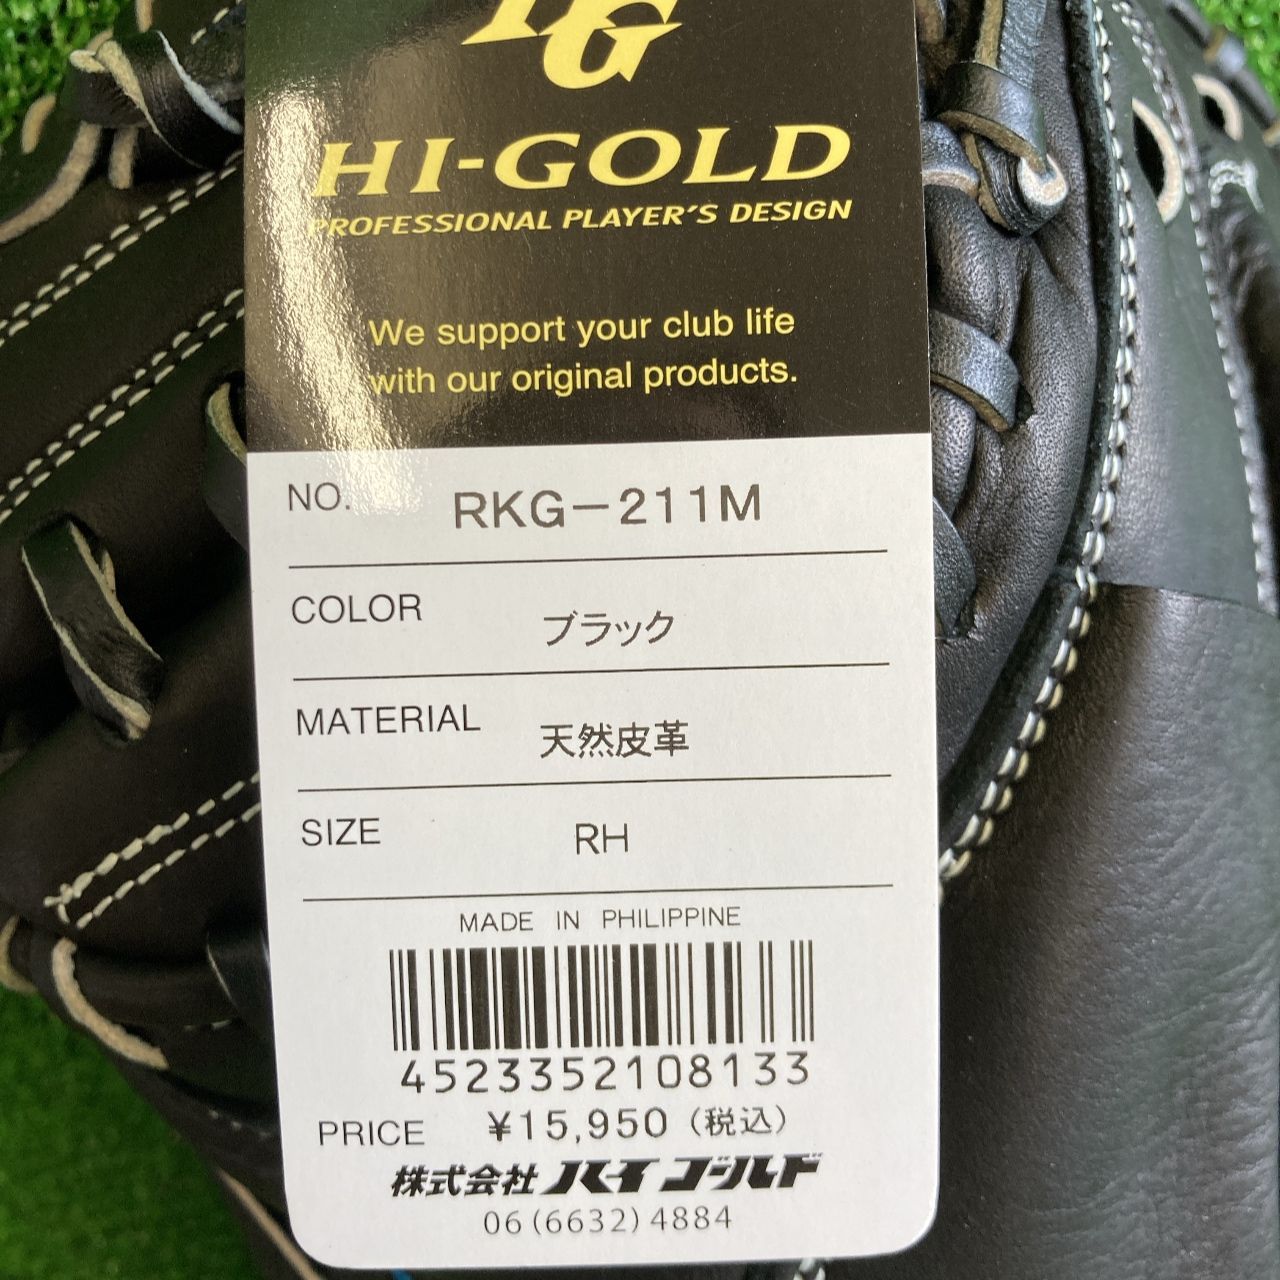 HI-GOLD
PROFESSIONAL PLAYER'S DESIGN
We support your club life
with our original products.
NO. RKG-211M
COLOR ブラック
MATERIAL 天然皮革
SIZE RH
MADE IN PHILIPPINE
4523352108133
PRICE ¥15,950 (税込)
株式会社 ハイゴールド
06(6632)4884